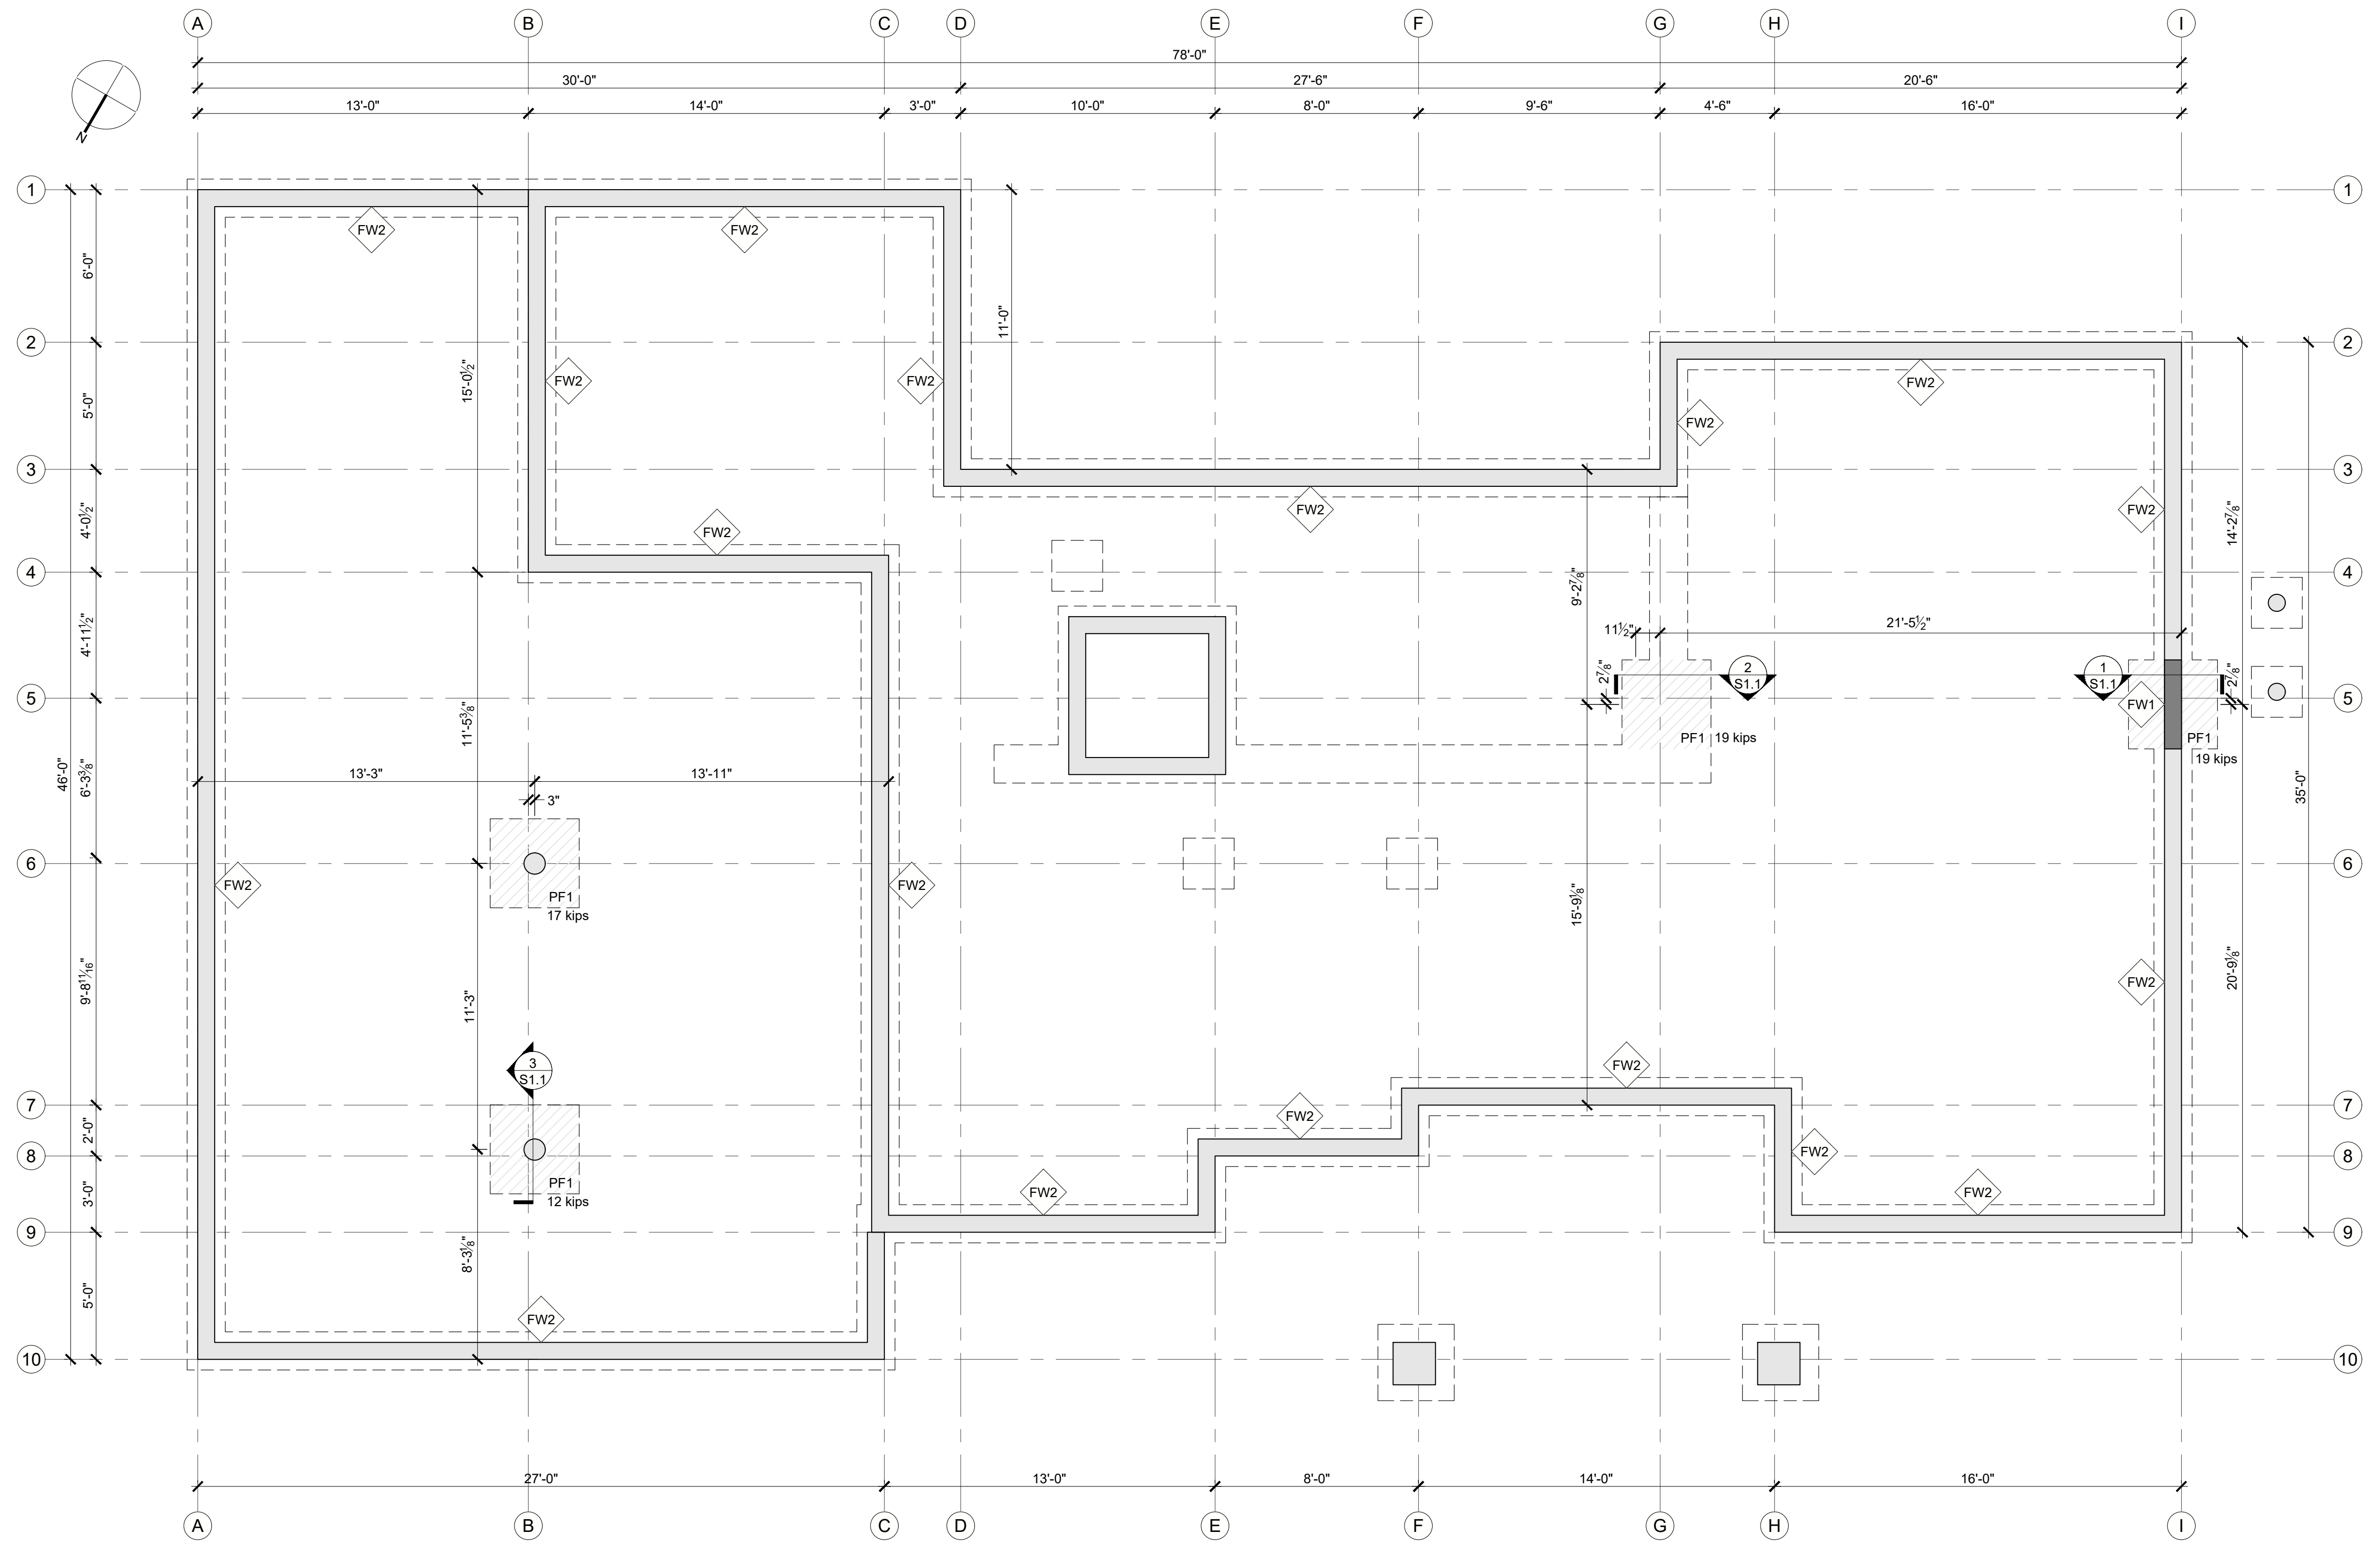 A B C D E F G H I
78'-0"
30'-0" 27'-6" 20'-6"
13'-0" 14'-0" 3'-0" 10'-0" 8'-0" 9'-6" 4'-6" 16'-0"
N
1 1
6'-0"
FW2 FW2
11'-0"
2 2
15'-0½"
FW2 FW2 FW2
5'-0"
FW2
3 3
4'-0½"
FW2 FW2 FW2
14'-2⅞"
4 4
9'-2⅞"
4'-11½"
11½" 21'-5½"
2⅞" 2 S1.1 1 S1.1 2⅞"
5 5
FW1
11'-5⅜"
PF1 19 kips PF1
19 kips
46'-0" 6'-3⅜"
13'-3" 13'-11"
35'-0"
3"
6 6
FW2 FW2
PF1
17 kips
15'-9⅛"
9'-8 11/16"
FW2
20'-9⅛"
11'-3"
3 S1.1
FW2
7 7
FW2
2'-0"
8 8
FW2
PF1
12 kips
3'-0"
FW2 FW2
9 9
8'-3⅛"
5'-0"
FW2
10 10
27'-0" 13'-0" 8'-0" 14'-0" 16'-0"
A B C D E F G H I